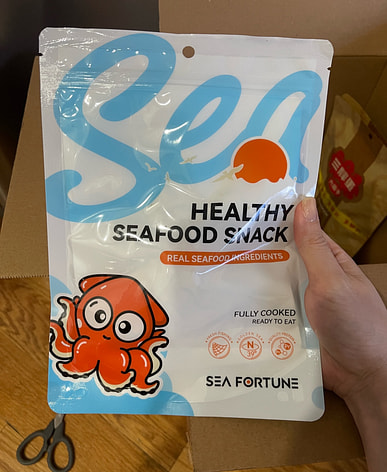 Sea
HEALTHY
SEAFOOD SNACK
REAL SEAFOOD INGREDIENTS
FULLY COOKED
READY TO EAT
N
SEA FORTUNE